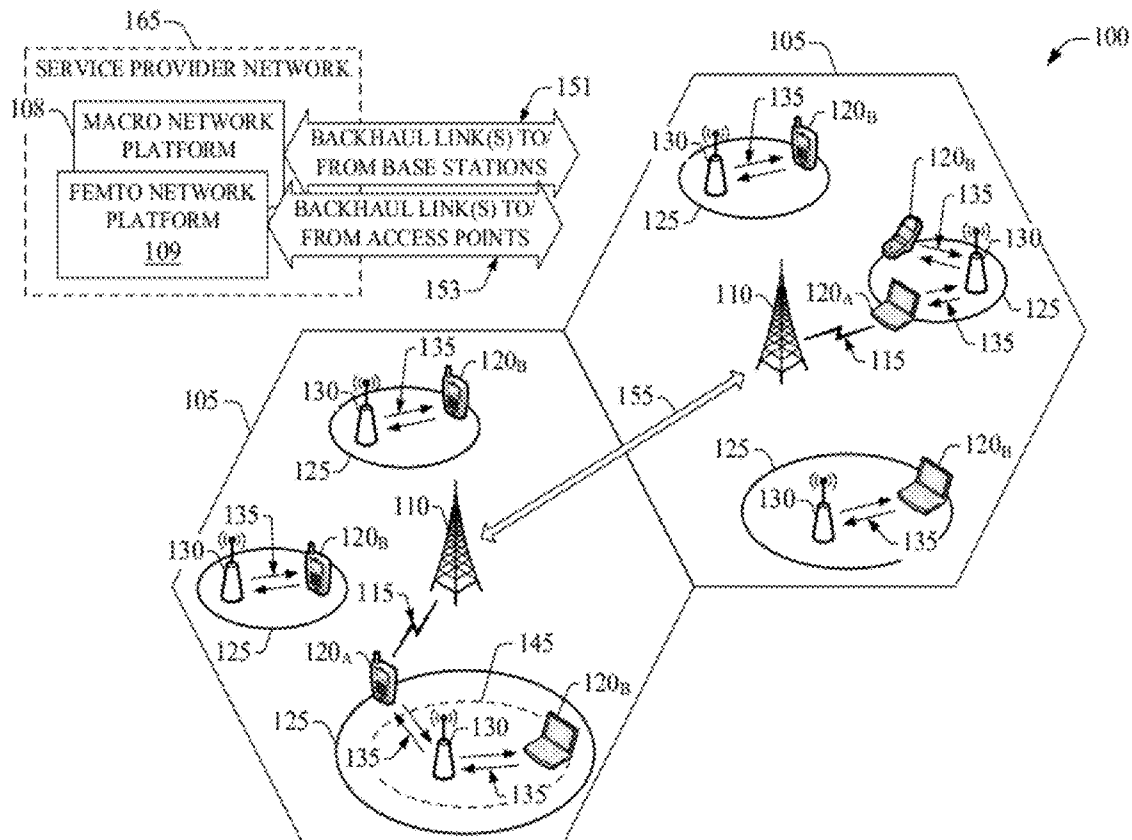 165
105
100
SERVICE PROVIDER NETWORK
108
151
MACRO NETWORK
PLATFORM
BACKHAUL LINK(S) TO/
FROM BASE STATIONS
FEMTO NETWORK
PLATFORM
109
BACKHAUL LINK(S) TO/
FROM ACCESS POINTS
153
135
120B
130
125
120B
135
130
110
120A
125
135
115
105
135
120B
130
125
155
125
120B
130
135
110
135
120B
130
125
115
120A
145
120B
125
130
135
135